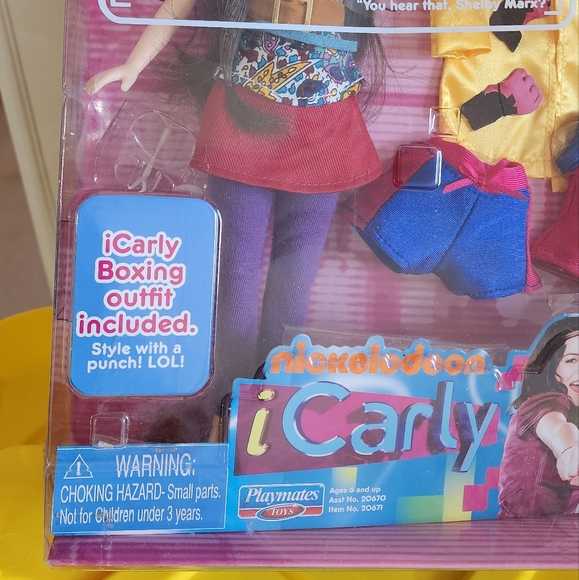 "You hear that, Shelby Marx?"
iCarly
Boxing
outfit
included.
Style with a
punch! LOL!
nickelodeon
iCarly
WARNING:
CHOKING HAZARD- Small parts.
Not for Children under 3 years.
Playmates
TOYS
Ages 6 and up
Asst No. 20670
Item No. 20671